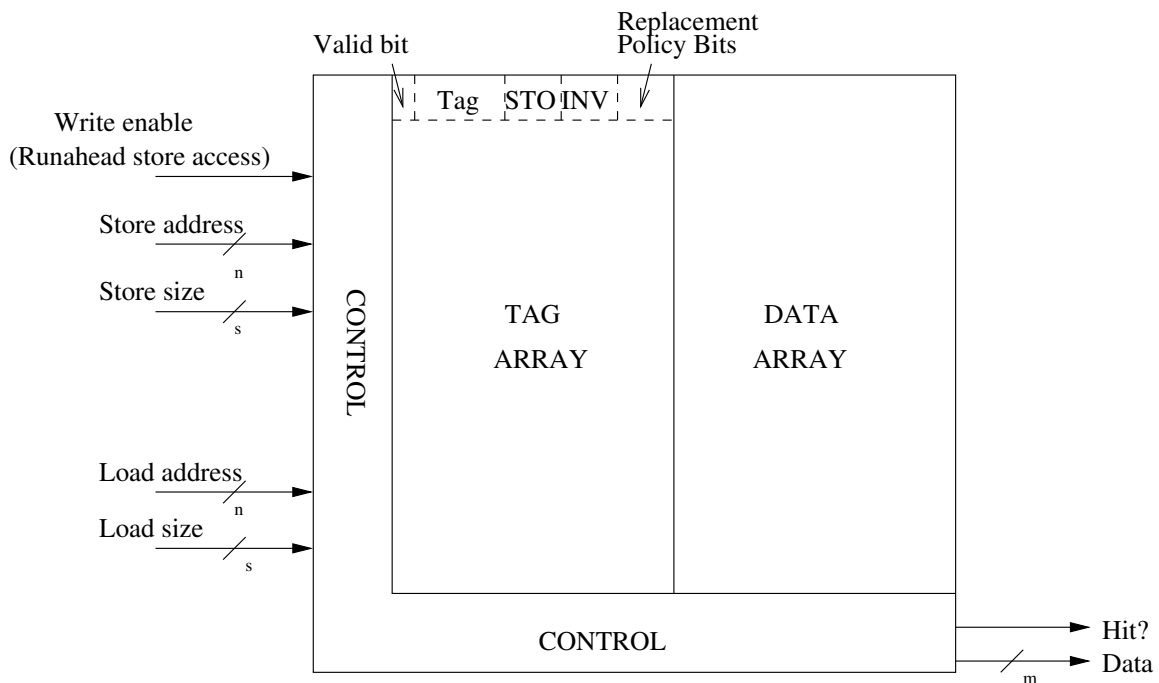 Replacement
Policy Bits
Valid bit
Tag STO INV
Write enable
(Runahead store access)
Store address
n
Store size
s
CONTROL
TAG
ARRAY
DATA
ARRAY
Load address
n
Load size
s
CONTROL
Hit?
Data
m